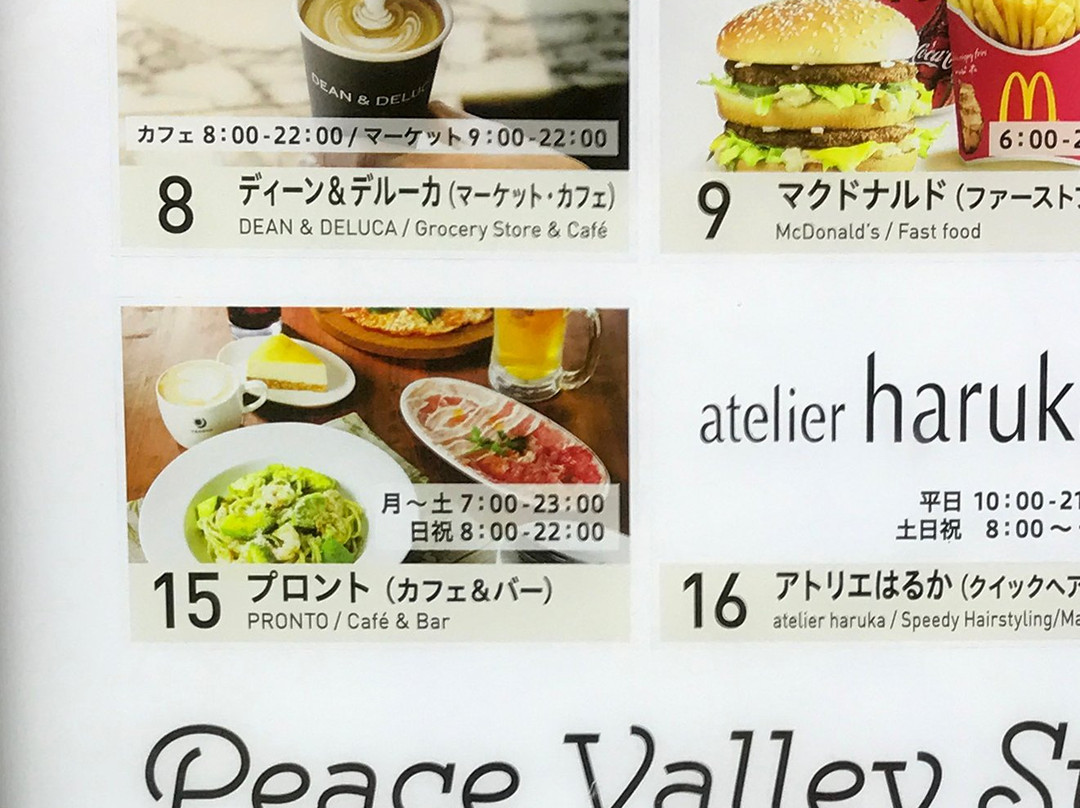 DEAN & DELUCA
カフェ 8:00-22:00 / マーケット 9:00-22:00
8 ディーン&デルーカ (マーケット・カフェ)
DEAN & DELUCA / Grocery Store & Café
Coca
6:00-2
9 マクドナルド (ファースト
McDonald's / Fast food
月〜土 7:00-23:00
日祝 8:00-22:00
15 プロント (カフェ&バー)
PRONTO / Café & Bar
atelier haruk
平日 10:00-21
土日祝 8:00〜
16 アトリエはるか (クイックヘア
atelier haruka / Speedy Hairstyling/Ma
Peace Valley S